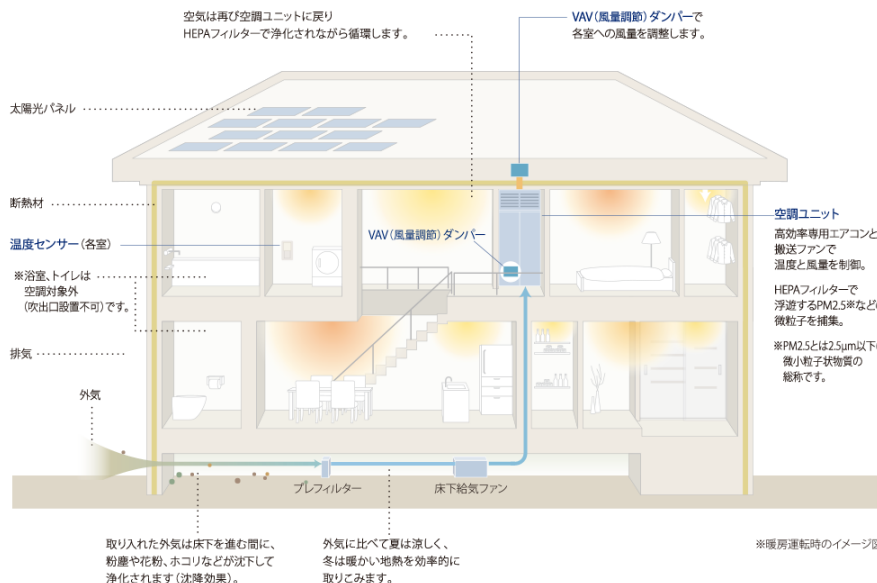 空気は再び空調ユニットに戻り
HEPAフィルターで浄化されながら循環します。
VAV（風量調節）ダンパーで
各室への風量を調整します。
太陽光パネル
断熱材
温度センサー（各室）
※浴室、トイレは
空調対象外
（吹出口設置不可）です。
排気
外気
VAV（風量調節）ダンパー
空調ユニット
高効率専用エアコンと
搬送ファンで
温度と風量を制御。
HEPAフィルターで
浮遊するPM2.5※などの
微粒子を捕集。
※PM2.5とは2.5μm以下の
微小粒子状物質の
総称です。
プレフィルター
床下給気ファン
取り入れた外気は床下を進む間に、
粉塵や花粉、ホコリなどが沈下して
浄化されます（沈降効果）。
外気に比べて夏は涼しく、
冬は暖かい地熱を効率的に
取りこみます。
※暖房運転時のイメージ図